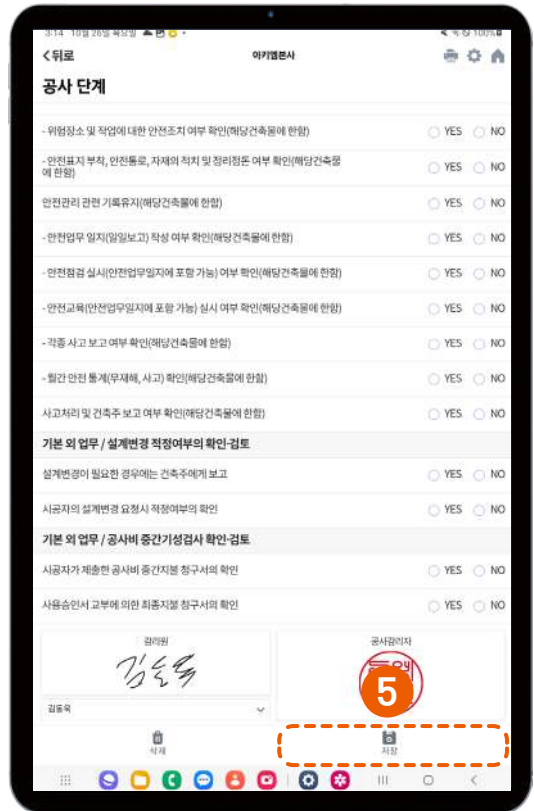 3:14 10월 26일 목요일
100%
뒤로
아키엠본사
공사 단계
- 위험장소 및 작업에 대한 안전조치 여부 확인(해당건축물에 한함) YES NO
- 안전표지 부착, 안전통로, 자재의 적치 및 정리정돈 여부 확인(해당건축물
에 한함) YES NO
안전관리 관련 기록유지(해당건축물에 한함) YES NO
- 안전업무 일지(일일보고) 작성 여부 확인(해당건축물에 한함) YES NO
- 안전점검 실시(안전업무일지에 포함 가능) 여부 확인(해당건축물에 한함) YES NO
- 안전교육(안전업무일지에 포함 가능) 실시 여부 확인(해당건축물에 한함) YES NO
- 각종 사고 보고 여부 확인(해당건축물에 한함) YES NO
- 월간 안전 통계(무재해, 사고) 확인(해당건축물에 한함) YES NO
사고처리 및 건축주 보고 여부 확인(해당건축물에 한함) YES NO
기본 외 업무 / 설계변경 적정여부의 확인·검토
설계변경이 필요한 경우에는 건축주에게 보고 YES NO
시공자의 설계변경 요청시 적정여부의 확인 YES NO
기본 외 업무 / 공사비 중간기성검사 확인·검토
시공자가 제출한 공사비 중간지불 청구서의 확인 YES NO
사용승인서 교부에 의한 최종지불 청구서의 확인 YES NO
감리원 공사감리자
김동욱
5
김동욱
삭제 저장